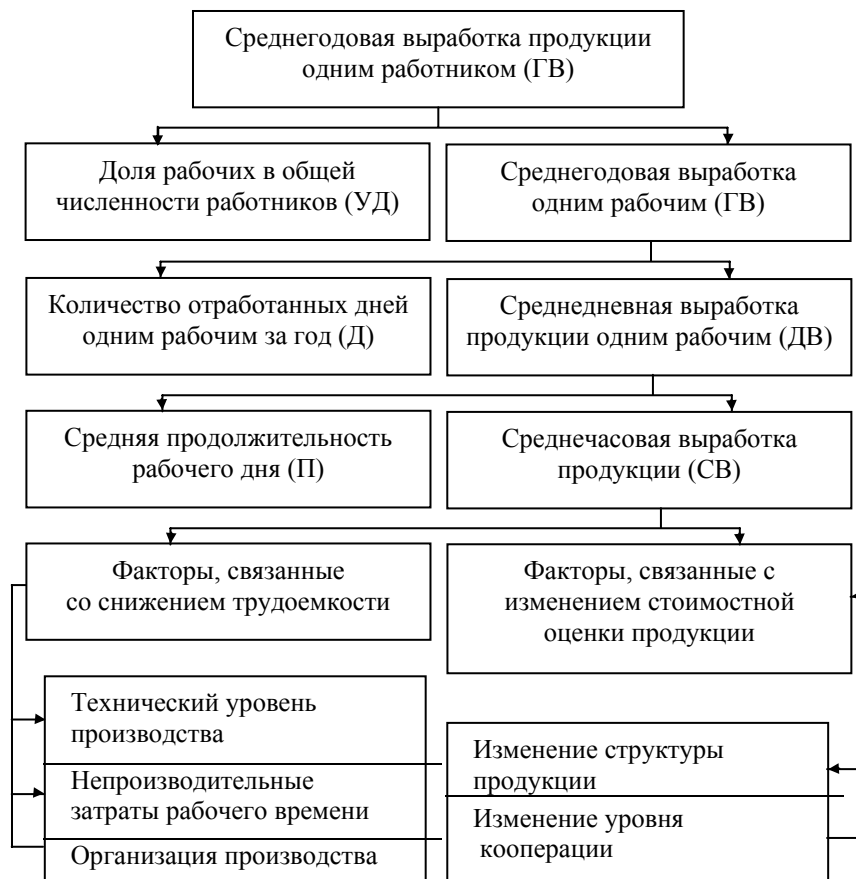 Среднегодовая выработка продукции
одним работником (ГВ)
Доля рабочих в общей
численности работников (УД)
Среднегодовая выработка
одним рабочим (ГВ)
Количество отработанных дней
одним рабочим за год (Д)
Среднедневная выработка
продукции одним рабочим (ДВ)
Средняя продолжительность
рабочего дня (П)
Среднечасовая выработка
продукции (СВ)
Факторы, связанные
со снижением трудоемкости
Факторы, связанные с
изменением стоимостной
оценки продукции
Технический уровень
производства
Непроизводительные
затраты рабочего времени
Организация производства
Изменение структуры
продукции
Изменение уровня
кооперации